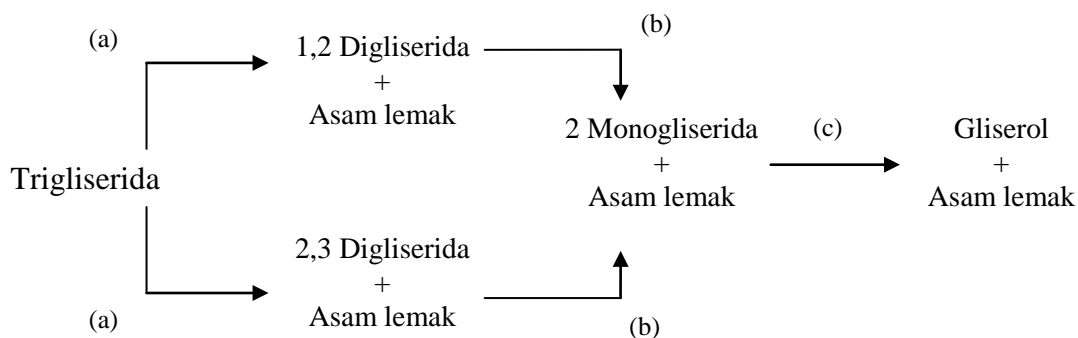 (a)
1,2 Digliserida
+
Asam lemak
(b)
2 Monogliserida
+
Asam lemak
(c)
Gliserol
+
Asam lemak
Trigliserida
2,3 Digliserida
+
Asam lemak
(a)
(b)